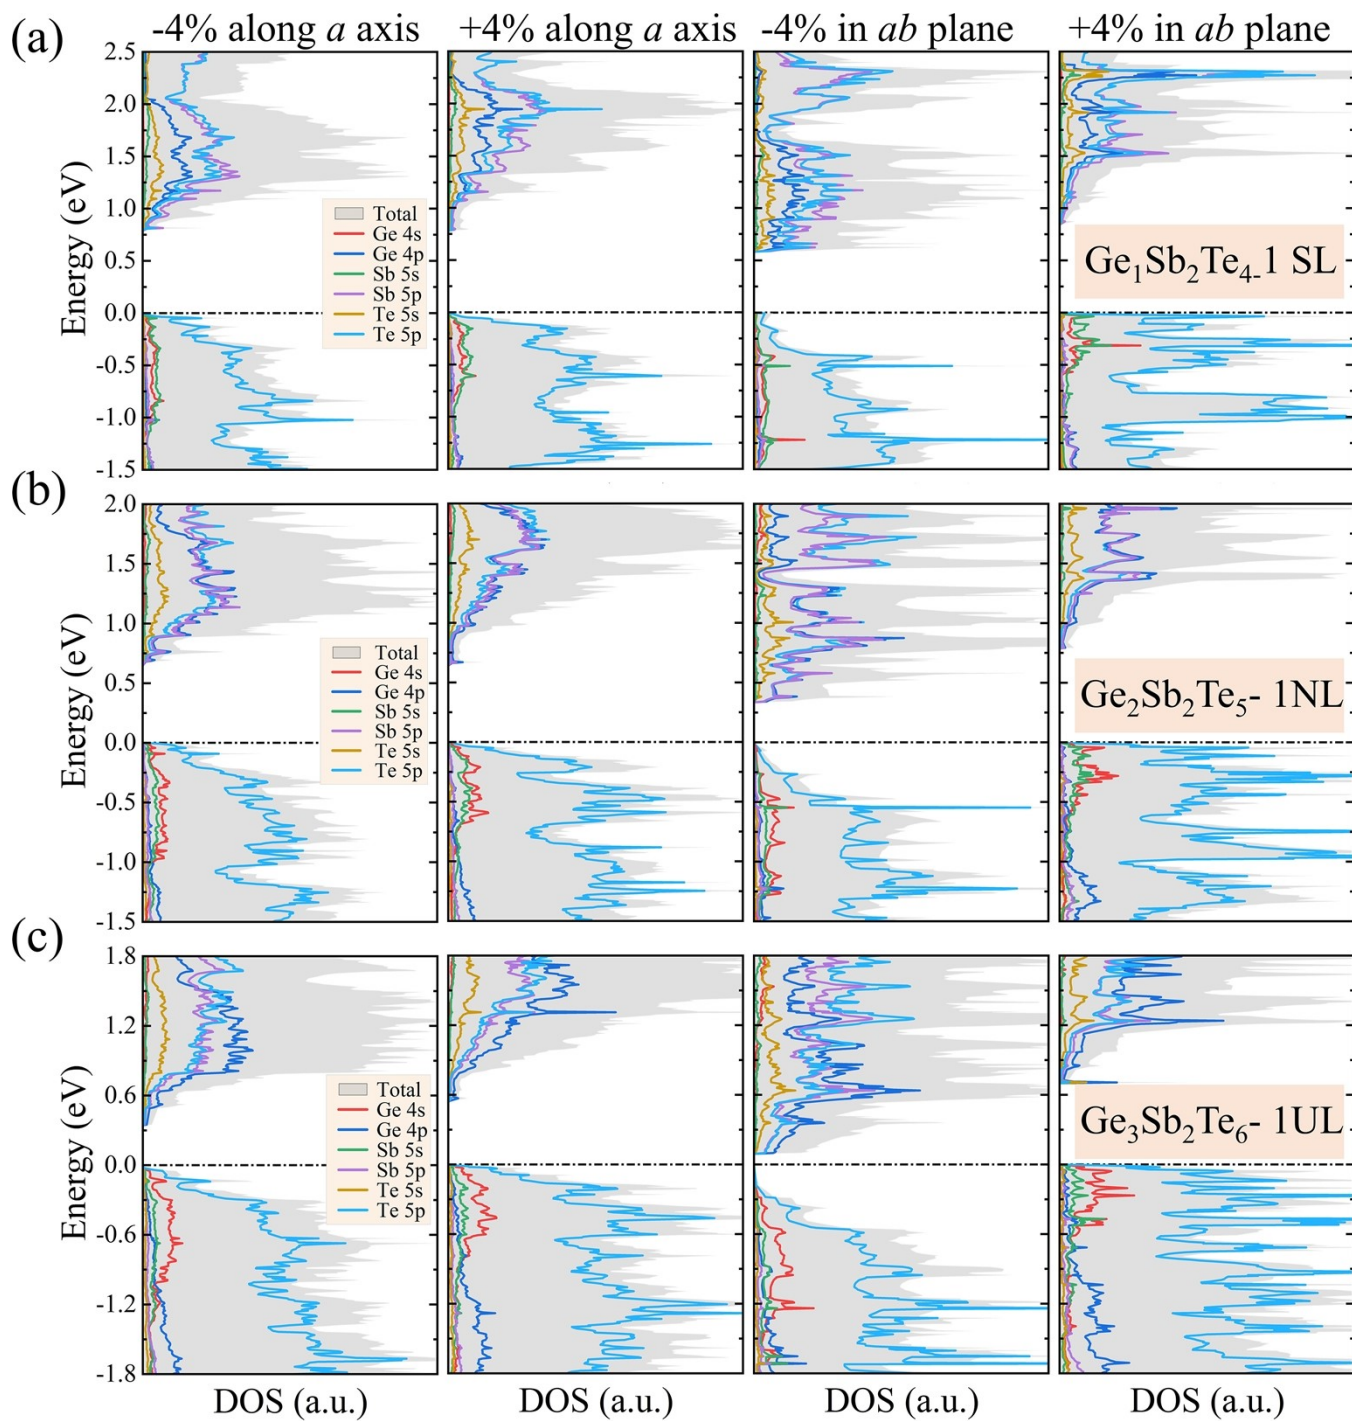 (a)
-4% along a axis
+4% along a axis
-4% in ab plane
+4% in ab plane
2.5
2.0
1.5
1.0
0.5
0.0
-0.5
-1.0
-1.5
Energy (eV)
Total
Ge 4s
Ge 4p
Sb 5s
Sb 5p
Te 5s
Te 5p
Ge₁Sb₂Te₄-1 SL
(b)
2.0
1.5
1.0
0.5
0.0
-0.5
-1.0
-1.5
Energy (eV)
Total
Ge 4s
Ge 4p
Sb 5s
Sb 5p
Te 5s
Te 5p
Ge₂Sb₂Te₅- 1NL
(c)
1.8
1.2
0.6
0.0
-0.6
-1.2
-1.8
Energy (eV)
Total
Ge 4s
Ge 4p
Sb 5s
Sb 5p
Te 5s
Te 5p
Ge₃Sb₂Te₆- 1UL
DOS (a.u.)
DOS (a.u.)
DOS (a.u.)
DOS (a.u.)